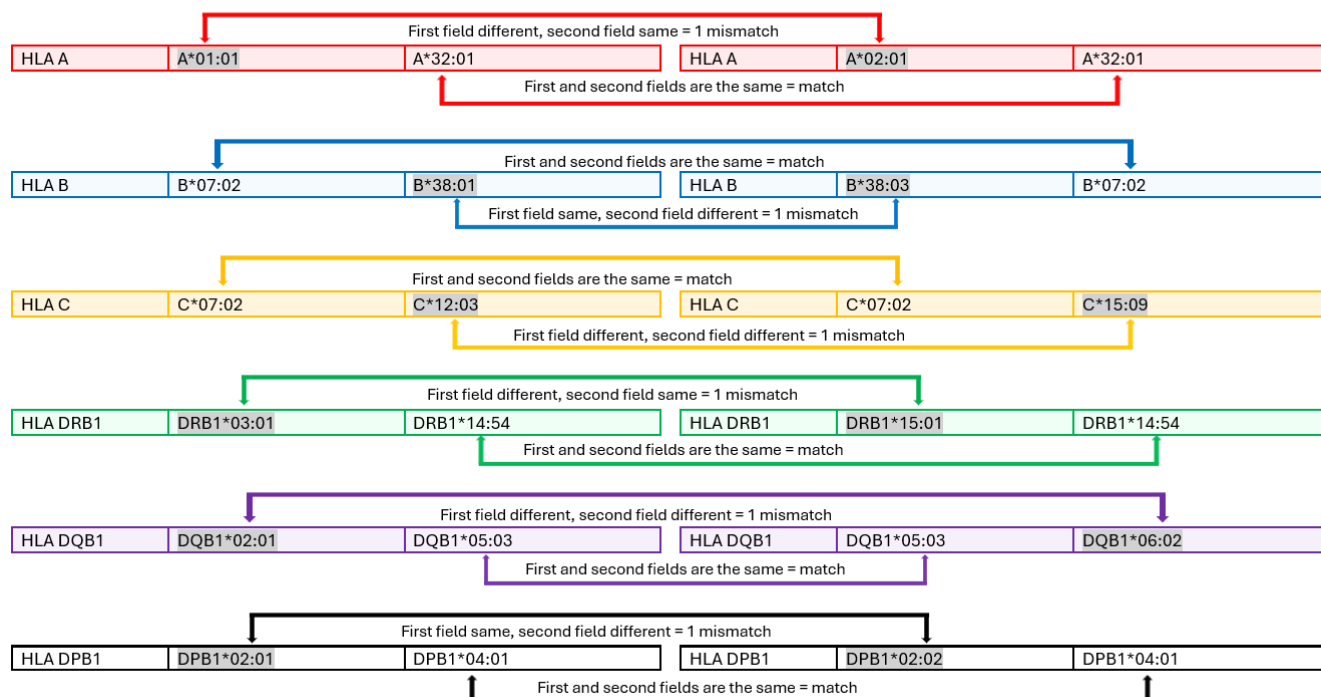 First field different, second field same = 1 mismatch
HLA A A*01:01 A*32:01 HLA A A*02:01 A*32:01
First and second fields are the same = match
First and second fields are the same = match
HLA B B*07:02 B*38:01 HLA B B*38:03 B*07:02
First field same, second field different = 1 mismatch
First and second fields are the same = match
HLA C C*07:02 C*12:03 HLA C C*07:02 C*15:09
First field different, second field different = 1 mismatch
First field different, second field same = 1 mismatch
HLA DRB1 DRB1*03:01 DRB1*14:54 HLA DRB1 DRB1*15:01 DRB1*14:54
First and second fields are the same = match
First field different, second field different = 1 mismatch
HLA DQB1 DQB1*02:01 DQB1*05:03 HLA DQB1 DQB1*05:03 DQB1*06:02
First and second fields are the same = match
First field same, second field different = 1 mismatch
HLA DPB1 DPB1*02:01 DPB1*04:01 HLA DPB1 DPB1*02:02 DPB1*04:01
First and second fields are the same = match